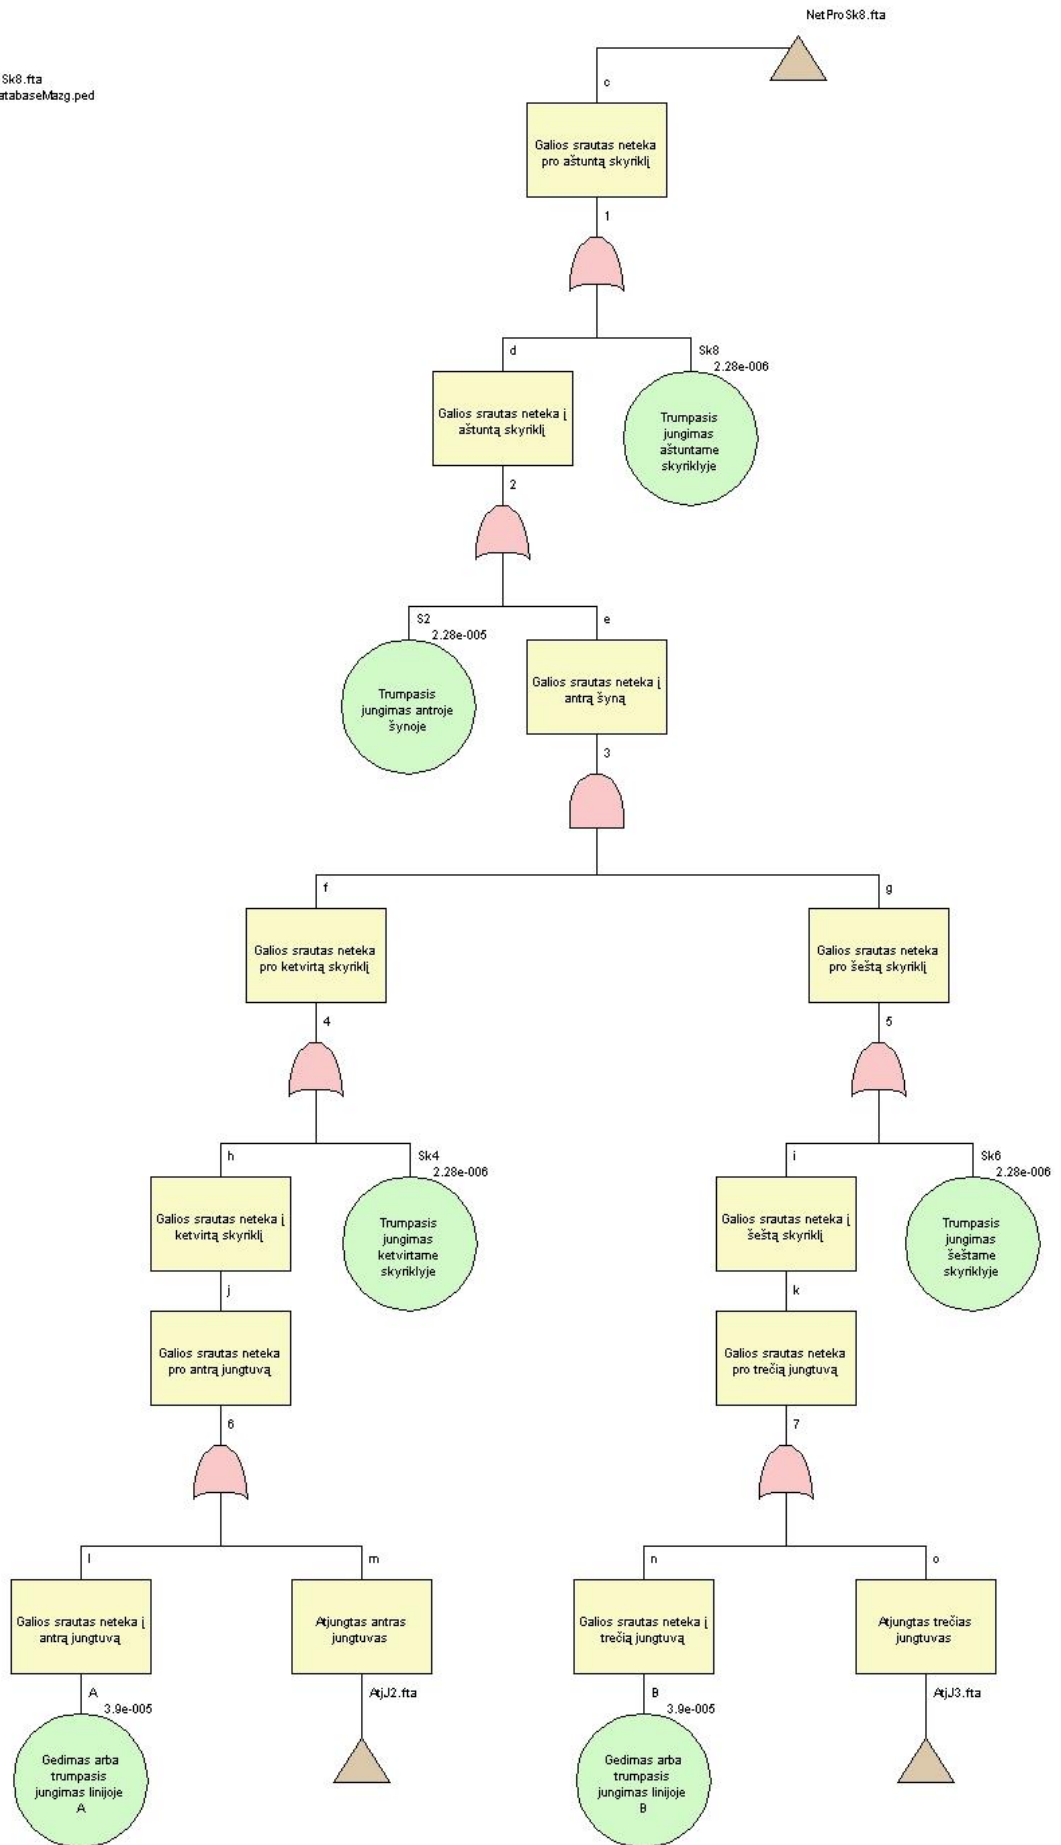 NetProSk8.fta
Sk8.fta
atabaseMazg.ped
c
Galios srautas neteka
pro aštuntą skyriklį
1
d
Sk8
2.28e-006
Galios srautas neteka į
aštuntą skyriklį
Trumpasis
jungimas
aštuntame
skyriklyje
2
S2
2.28e-005
e
Trumpasis
jungimas antroje
šynoje
Galios srautas neteka į
antrą šyną
3
f
g
Galios srautas neteka
pro ketvirtą skyriklį
Galios srautas neteka
pro šeštą skyriklį
4
5
h
Sk4
2.28e-006
i
Sk6
2.28e-006
Galios srautas neteka į
ketvirtą skyriklį
Trumpasis
jungimas
ketvirtame
skyriklyje
Galios srautas neteka į
šeštą skyriklį
Trumpasis
jungimas
šeštame
skyriklyje
j
k
Galios srautas neteka
pro antrą jungtuvą
Galios srautas neteka
pro trečią jungtuvą
6
7
l
m
n
o
Galios srautas neteka į
antrą jungtuvą
Atjungtas antras
jungtuvas
Galios srautas neteka į
trečią jungtuvą
Atjungtas trečias
jungtuvas
A
3.9e-005
AtjJ2.fta
B
3.9e-005
AtjJ3.fta
Gedimas arba
trumpasis
jungimas linijoje
A
Gedimas arba
trumpasis
jungimas linijoje
B